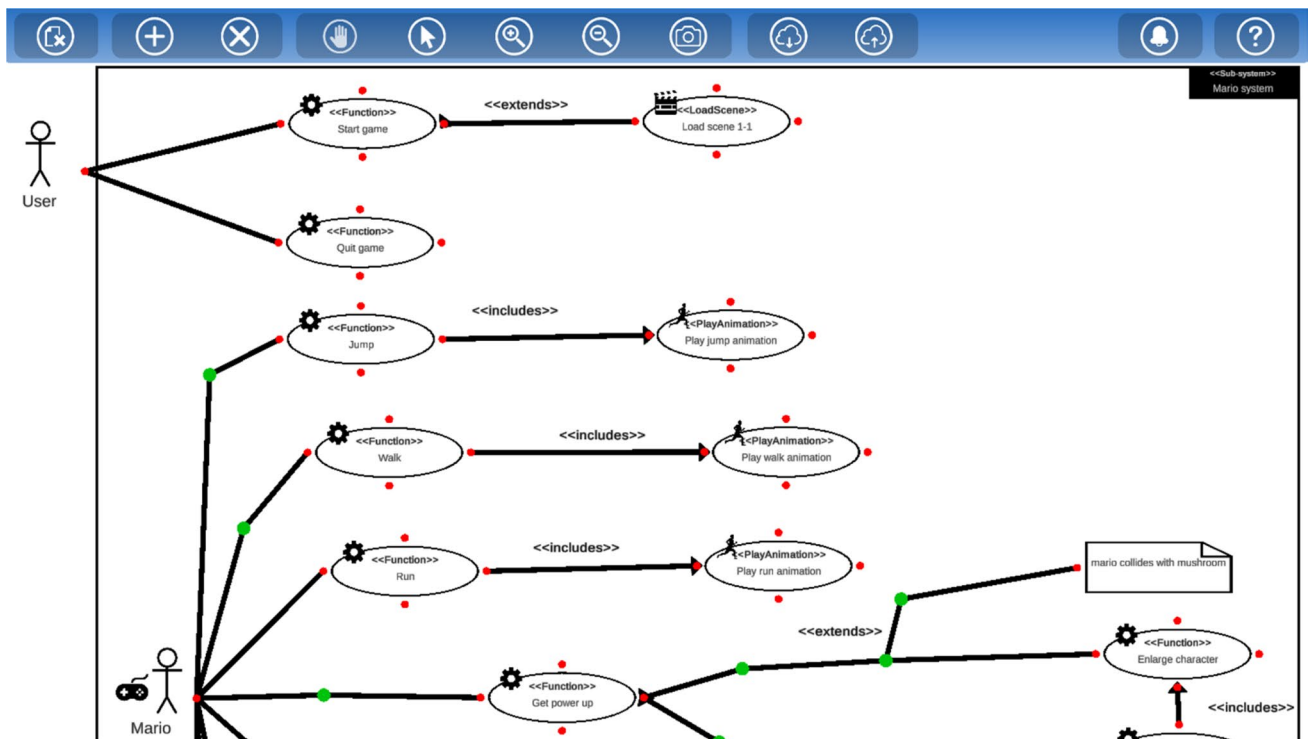 <<Sub-system>>
Mario system
<<Function>>
Start game
<<extends>>
<<LoadScene>>
Load scene 1-1
User
<<Function>>
Quit game
<<Function>>
Jump
<<includes>>
<<PlayAnimation>>
Play jump animation
<<Function>>
Walk
<<includes>>
<<PlayAnimation>>
Play walk animation
<<Function>>
Run
<<includes>>
<<PlayAnimation>>
Play run animation
mario collides with mushroom
<<extends>>
<<Function>>
Enlarge character
<<Function>>
Get power up
<<includes>>
Mario